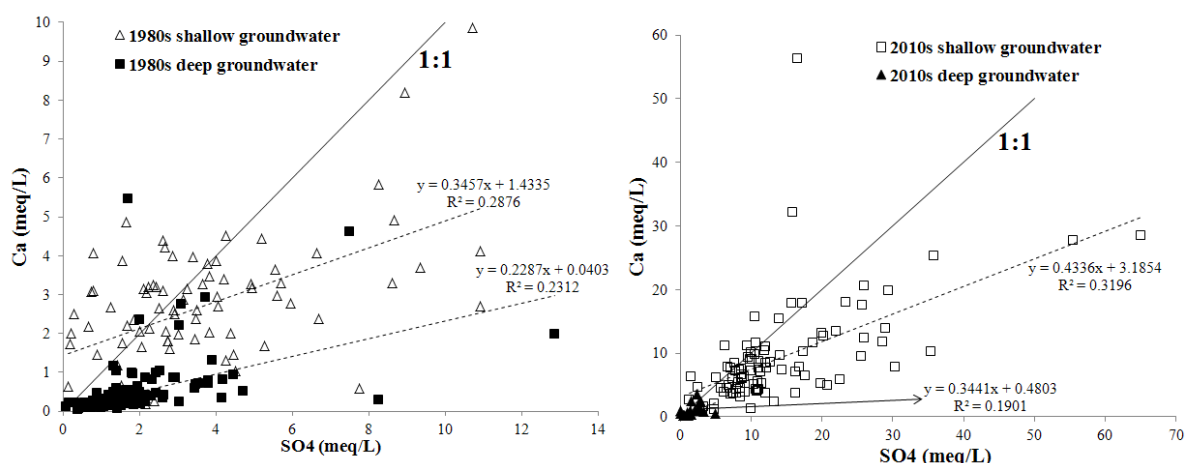 1980s shallow groundwater
1980s deep groundwater
1:1
y = 0.3457x + 1.4335
R² = 0.2876
y = 0.2287x + 0.0403
R² = 0.2312
Ca (meq/L)
10
9
8
7
6
5
4
3
2
1
0
0 2 4 6 8 10 12 14
SO4 (meq/L)
2010s shallow groundwater
2010s deep groundwater
1:1
y = 0.4336x + 3.1854
R² = 0.3196
y = 0.3441x + 0.4803
R² = 0.1901
Ca (meq/L)
60
50
40
30
20
10
0
0 10 20 30 40 50 60 70
SO4 (meq/L)